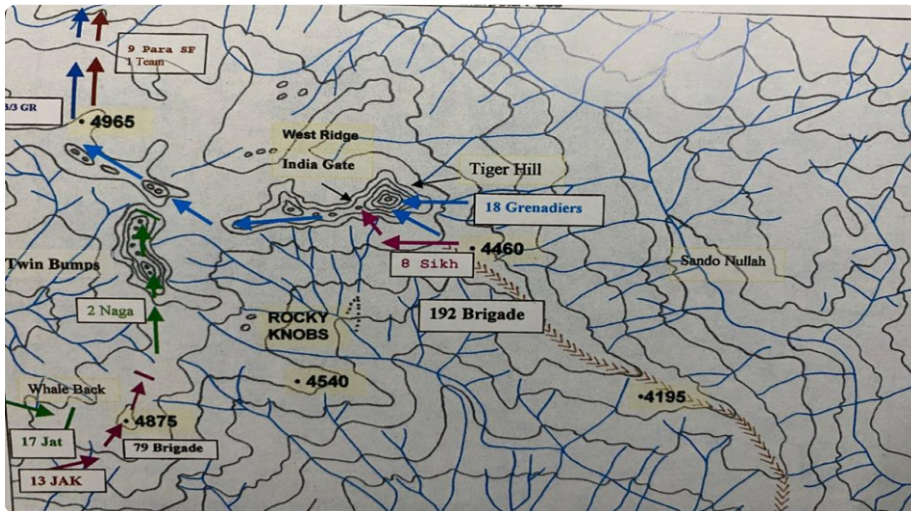 9 Para SF
1 Team
3/3 GR
4965
West Ridge
India Gate
Tiger Hill
18 Grenadiers
4460
8 Sikh
Sando Nullah
Twin Bumps
2 Naga
ROCKY
KNOBS
192 Brigade
4540
Whale Back
4195
4875
17 Jat
79 Brigade
13 JAK